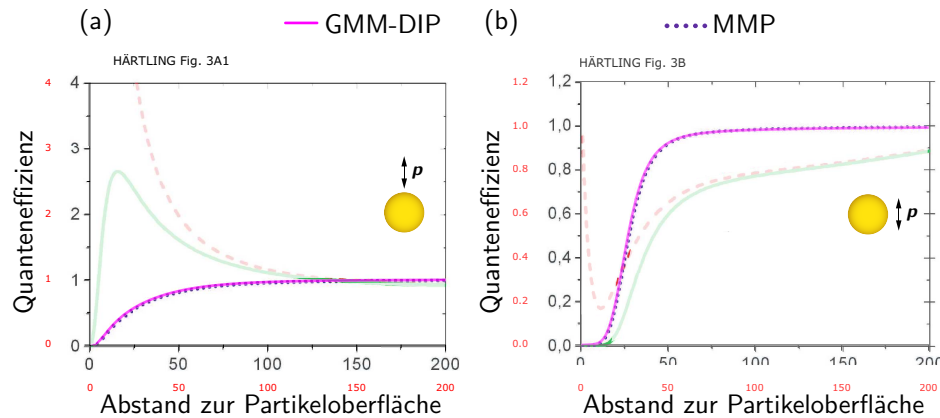 (a) GMM-DIP (b) MMP
HÄRTLING Fig. 3A1
HÄRTLING Fig. 3B
Quanteneffizienz
4 4
3 3
2 2
1 1
0 0
p
0 50 100 150 200
0 50 100 150 200
Abstand zur Partikeloberfläche
Quanteneffizienz
1.2 1,2
1.0 1,0
0.8 0,8
0.6 0,6
0.4 0,4
0.2 0,2
0.0 0,0
p
0 50 100 150 200
0 50 100 150 200
Abstand zur Partikeloberfläche